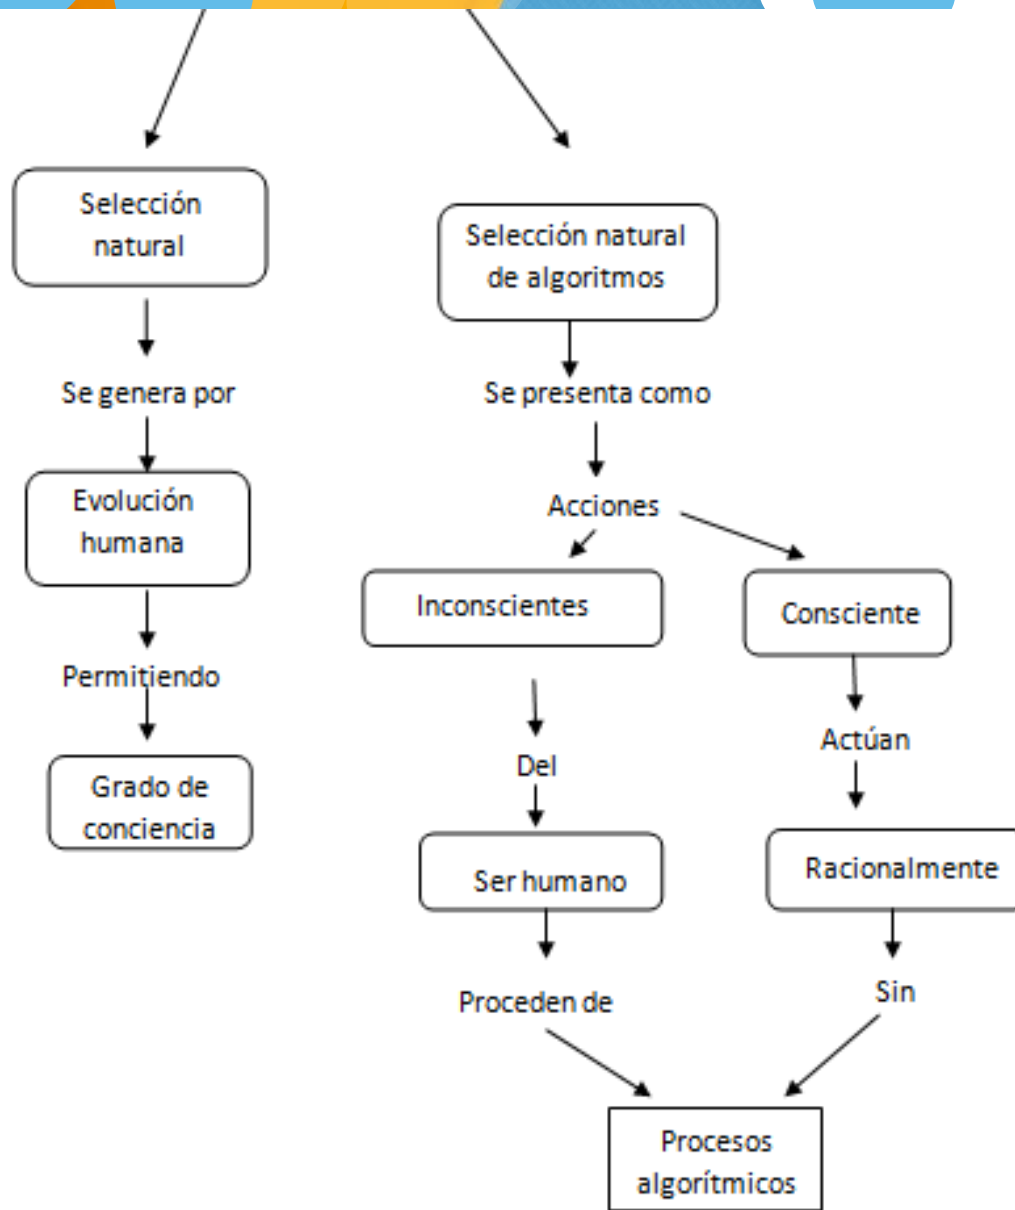 Selección
natural
Se genera por
Evolución
humana
Permitiendo
Grado de
conciencia
Selección natural
de algoritmos
Se presenta como
Acciones
Inconscientes
Del
Ser humano
Proceden de
Consciente
Actúan
Racionalmente
Sin
Procesos
algorítmicos